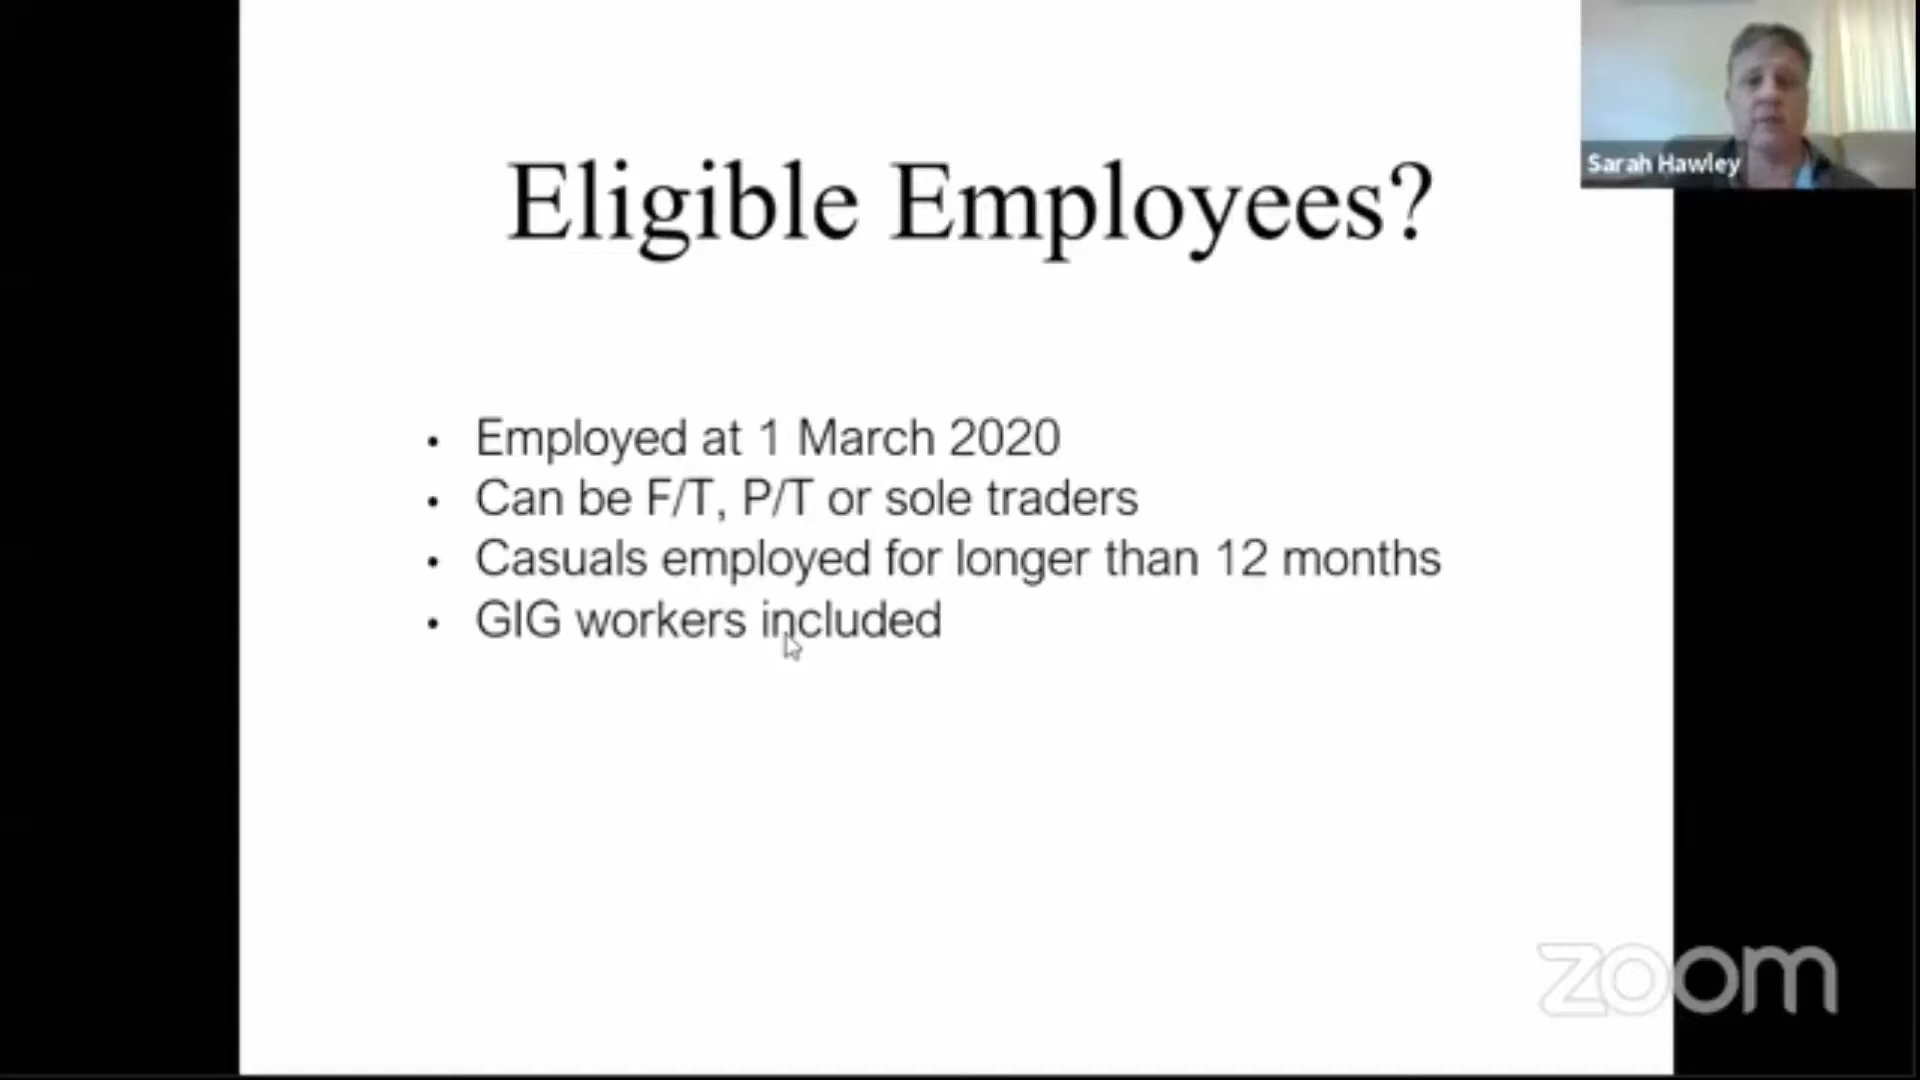 Eligible Employees?
Sarah Hawley
• Employed at 1 March 2020
• Can be F/T, P/T or sole traders
• Casuals employed for longer than 12 months
• GIG workers included
zoom